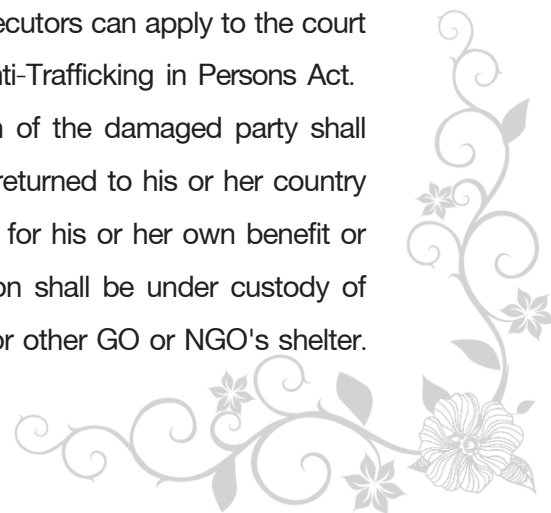 ecutors can apply to the court
nti-Trafficking in Persons Act.
of the damaged party shall
returned to his or her country
for his or her own benefit or
on shall be under custody of
or other GO or NGO's shelter.